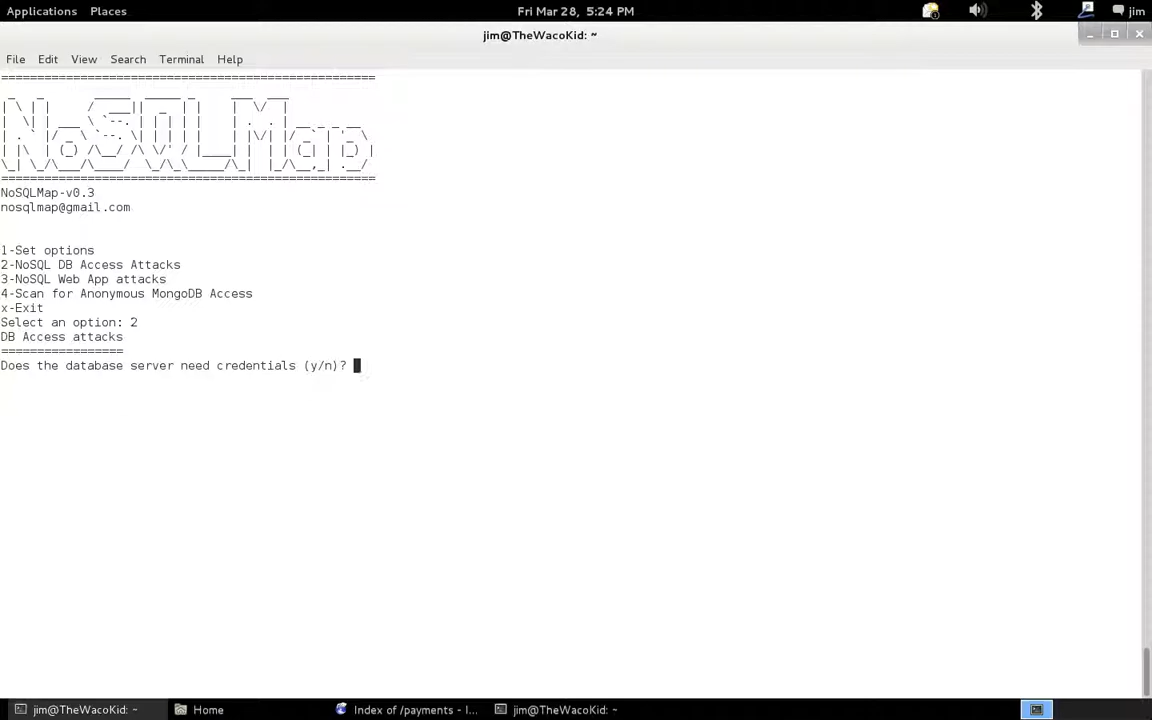 Applications Places Fri Mar 28, 5:24 PM jim
jim@TheWacoKid: ~
File Edit View Search Terminal Help
====================================================
NoSQLMap
====================================================
NoSQLMap-v0.3
nosqlmap@gmail.com
1-Set options
2-NoSQL DB Access Attacks
3-NoSQL Web App attacks
4-Scan for Anonymous MongoDB Access
x-Exit
Select an option: 2
DB Access attacks
=================
Does the database server need credentials (y/n)?
jim@TheWacoKid: ~ Home Index of /payments - I... jim@TheWacoKid: ~